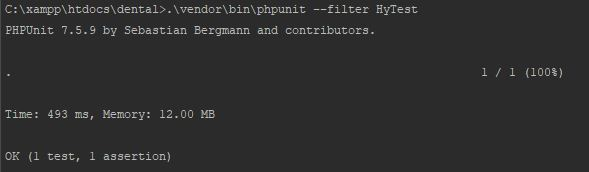 C:\xampp\htdocs\dental>.\vendor\bin\phpunit --filter HyTest
PHPUnit 7.5.9 by Sebastian Bergmann and contributors.
. 1 / 1 (100%)
Time: 493 ms, Memory: 12.00 MB
OK (1 test, 1 assertion)